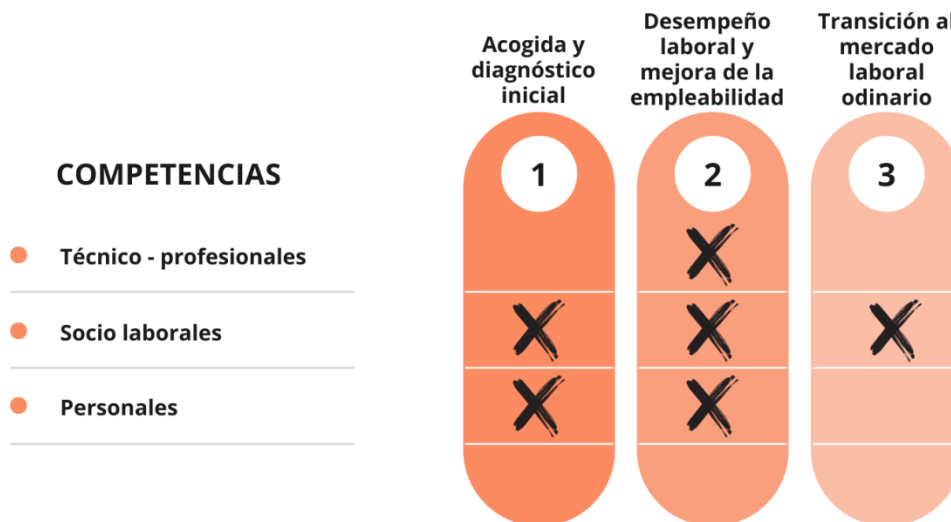 Acogida y
diagnóstico
inicial
Desempeño
laboral y
mejora de la
empleabilidad
Transición al
mercado
laboral
odinario
COMPETENCIAS
1
2
3
Técnico - profesionales
Socio laborales
Personales